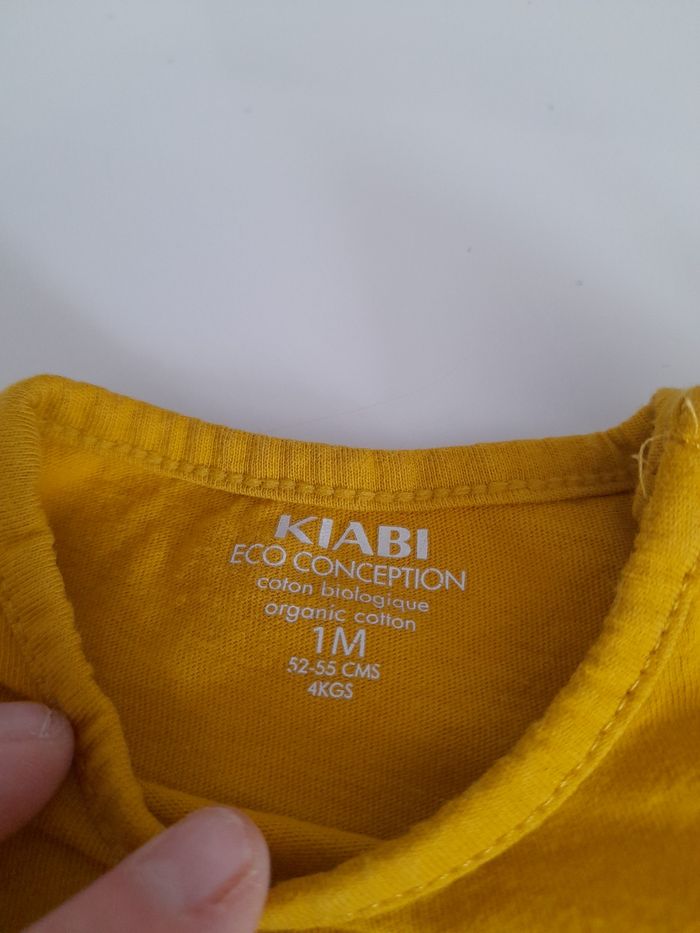 KIABI
ECO CONCEPTION
coton biologique
organic cotton
1M
52-55 CMS
4KGS